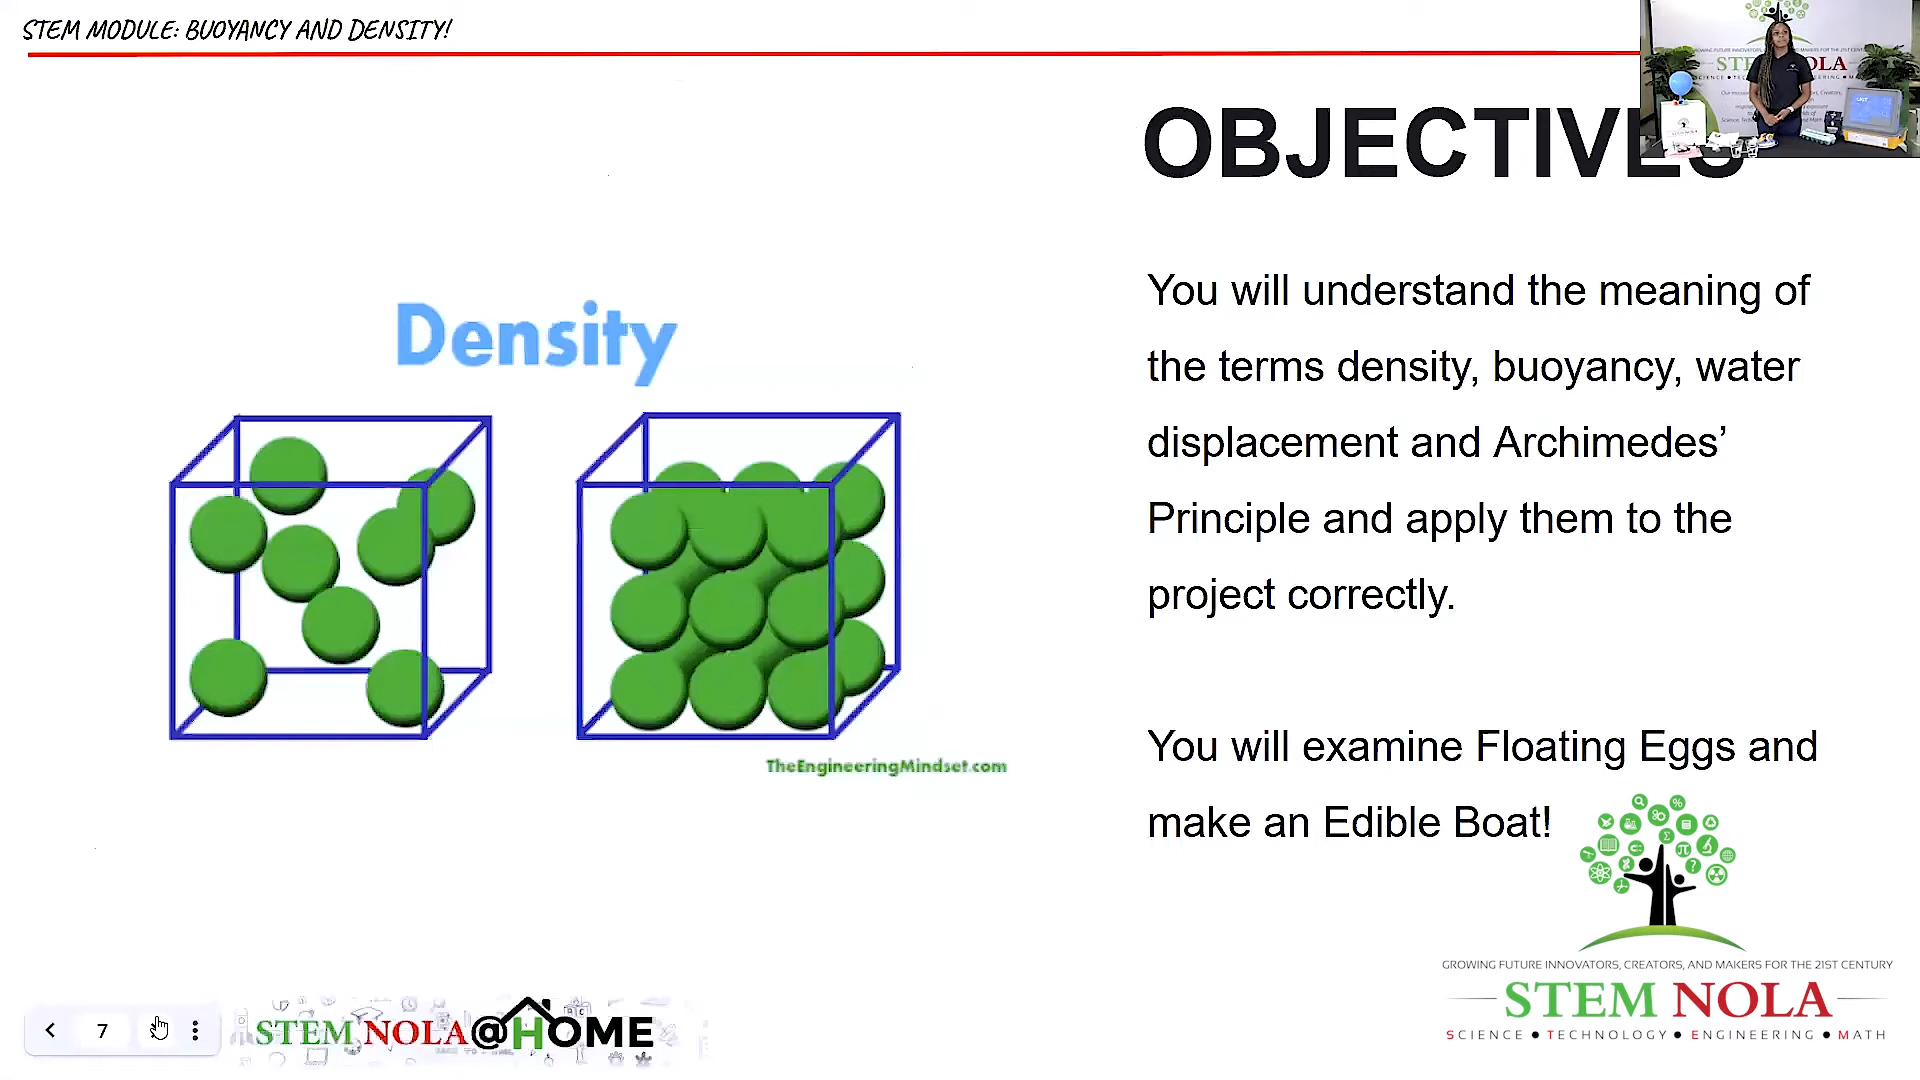 STEM MODULE: BUOYANCY AND DENSITY!
OBJECTIVES
You will understand the meaning of
the terms density, buoyancy, water
displacement and Archimedes’
Principle and apply them to the
project correctly.
You will examine Floating Eggs and
make an Edible Boat!
Density
TheEngineeringMindset.com
GROWING FUTURE INNOVATORS, CREATORS, AND MAKERS FOR THE 21ST CENTURY
STEM NOLA
SCIENCE • TECHNOLOGY • ENGINEERING • MATH
7
STEM NOLA@HOME